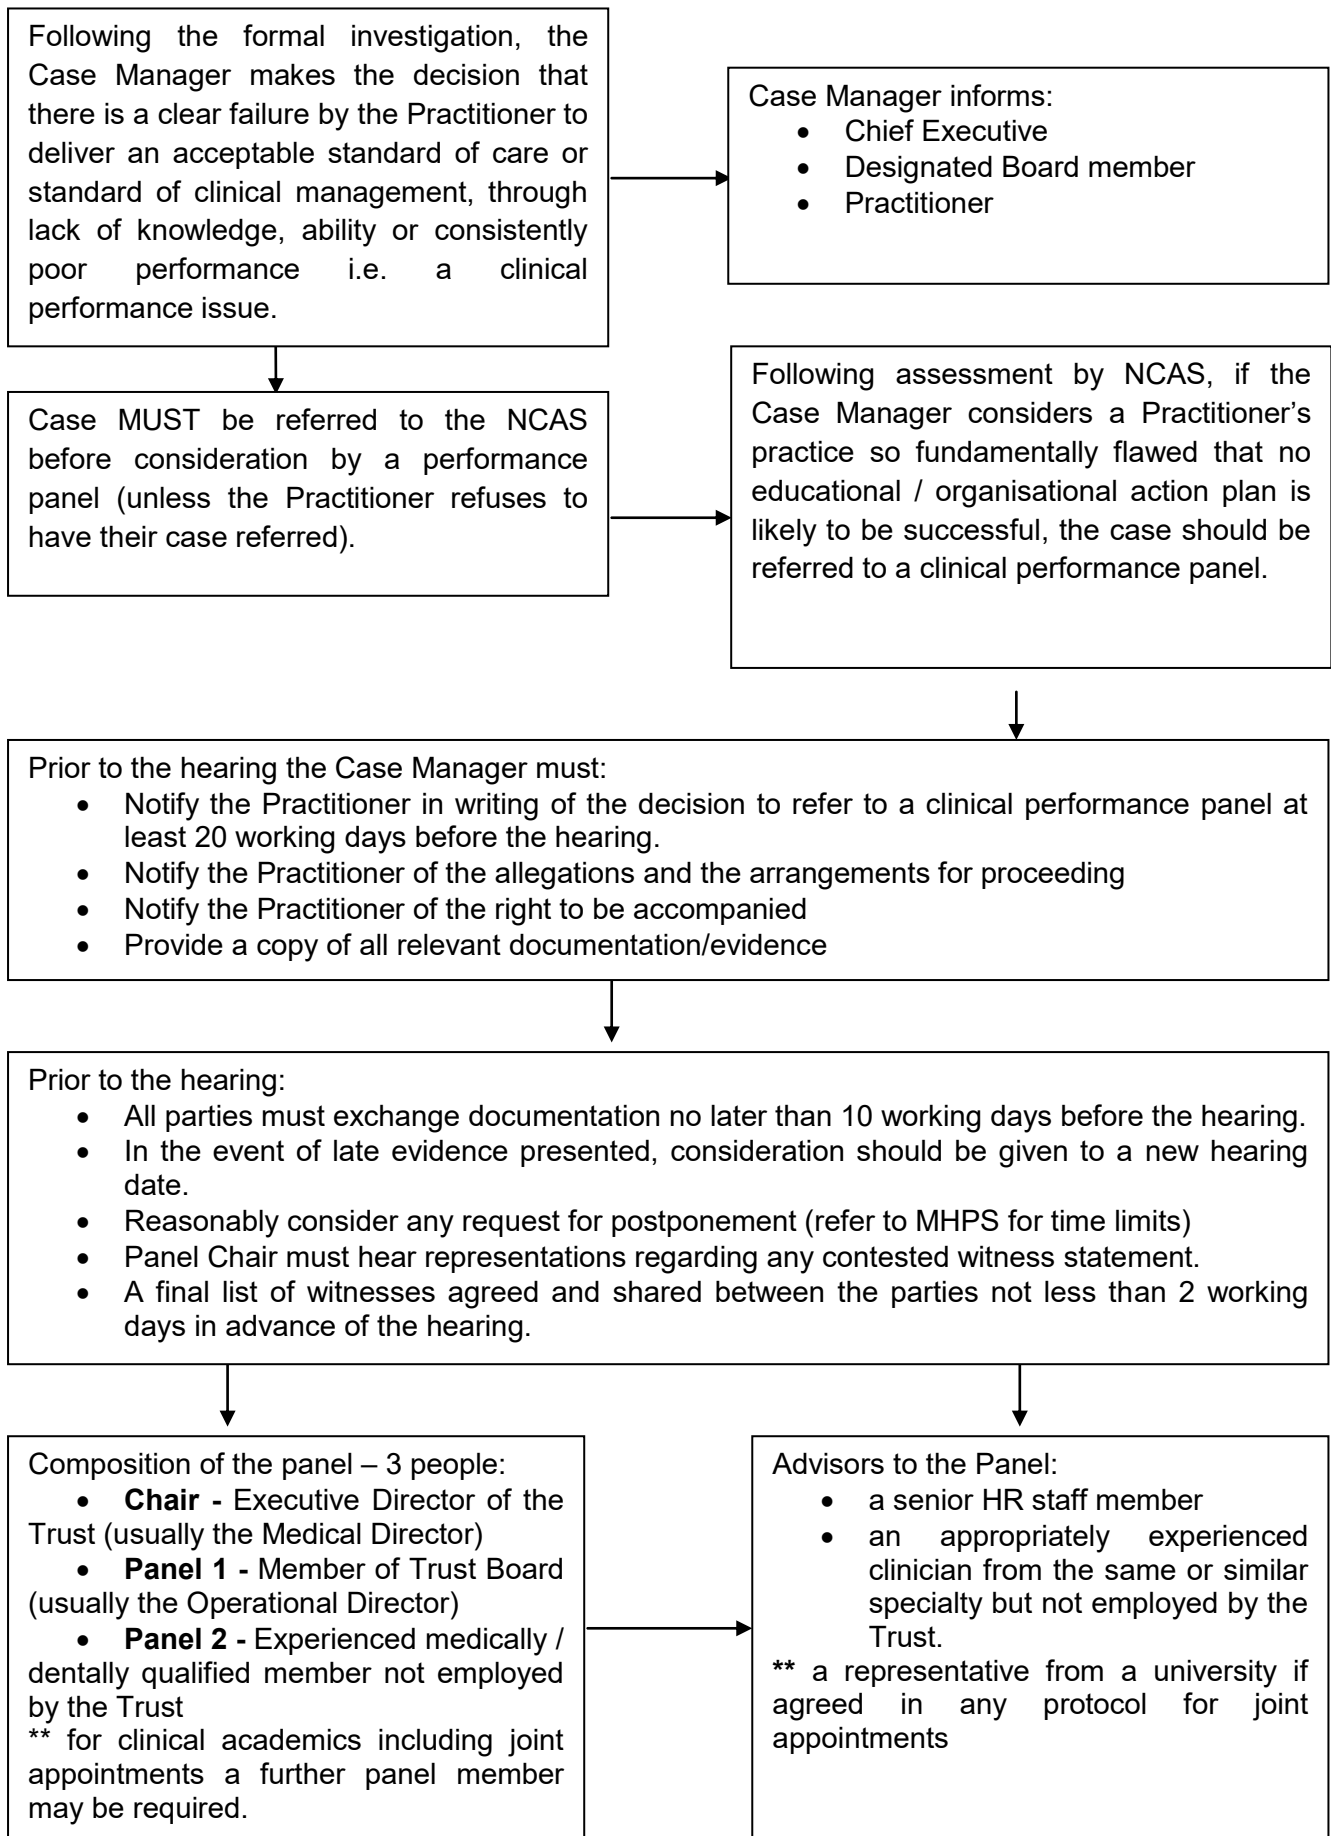 Following the formal investigation, the
Case Manager makes the decision that
there is a clear failure by the Practitioner to
deliver an acceptable standard of care or
standard of clinical management, through
lack of knowledge, ability or consistently
poor performance i.e. a clinical
performance issue.
Case Manager informs:
• Chief Executive
• Designated Board member
• Practitioner
Case MUST be referred to the NCAS
before consideration by a performance
panel (unless the Practitioner refuses to
have their case referred).
Following assessment by NCAS, if the
Case Manager considers a Practitioner’s
practice so fundamentally flawed that no
educational / organisational action plan is
likely to be successful, the case should be
referred to a clinical performance panel.
Prior to the hearing the Case Manager must:
• Notify the Practitioner in writing of the decision to refer to a clinical performance panel at
least 20 working days before the hearing.
• Notify the Practitioner of the allegations and the arrangements for proceeding
• Notify the Practitioner of the right to be accompanied
• Provide a copy of all relevant documentation/evidence
Prior to the hearing:
• All parties must exchange documentation no later than 10 working days before the hearing.
• In the event of late evidence presented, consideration should be given to a new hearing
date.
• Reasonably consider any request for postponement (refer to MHPS for time limits)
• Panel Chair must hear representations regarding any contested witness statement.
• A final list of witnesses agreed and shared between the parties not less than 2 working
days in advance of the hearing.
Composition of the panel – 3 people:
• Chair - Executive Director of the
Trust (usually the Medical Director)
• Panel 1 - Member of Trust Board
(usually the Operational Director)
• Panel 2 - Experienced medically /
dentally qualified member not employed
by the Trust
** for clinical academics including joint
appointments a further panel member
may be required.
Advisors to the Panel:
• a senior HR staff member
• an appropriately experienced
clinician from the same or similar
specialty but not employed by the
Trust.
** a representative from a university if
agreed in any protocol for joint
appointments